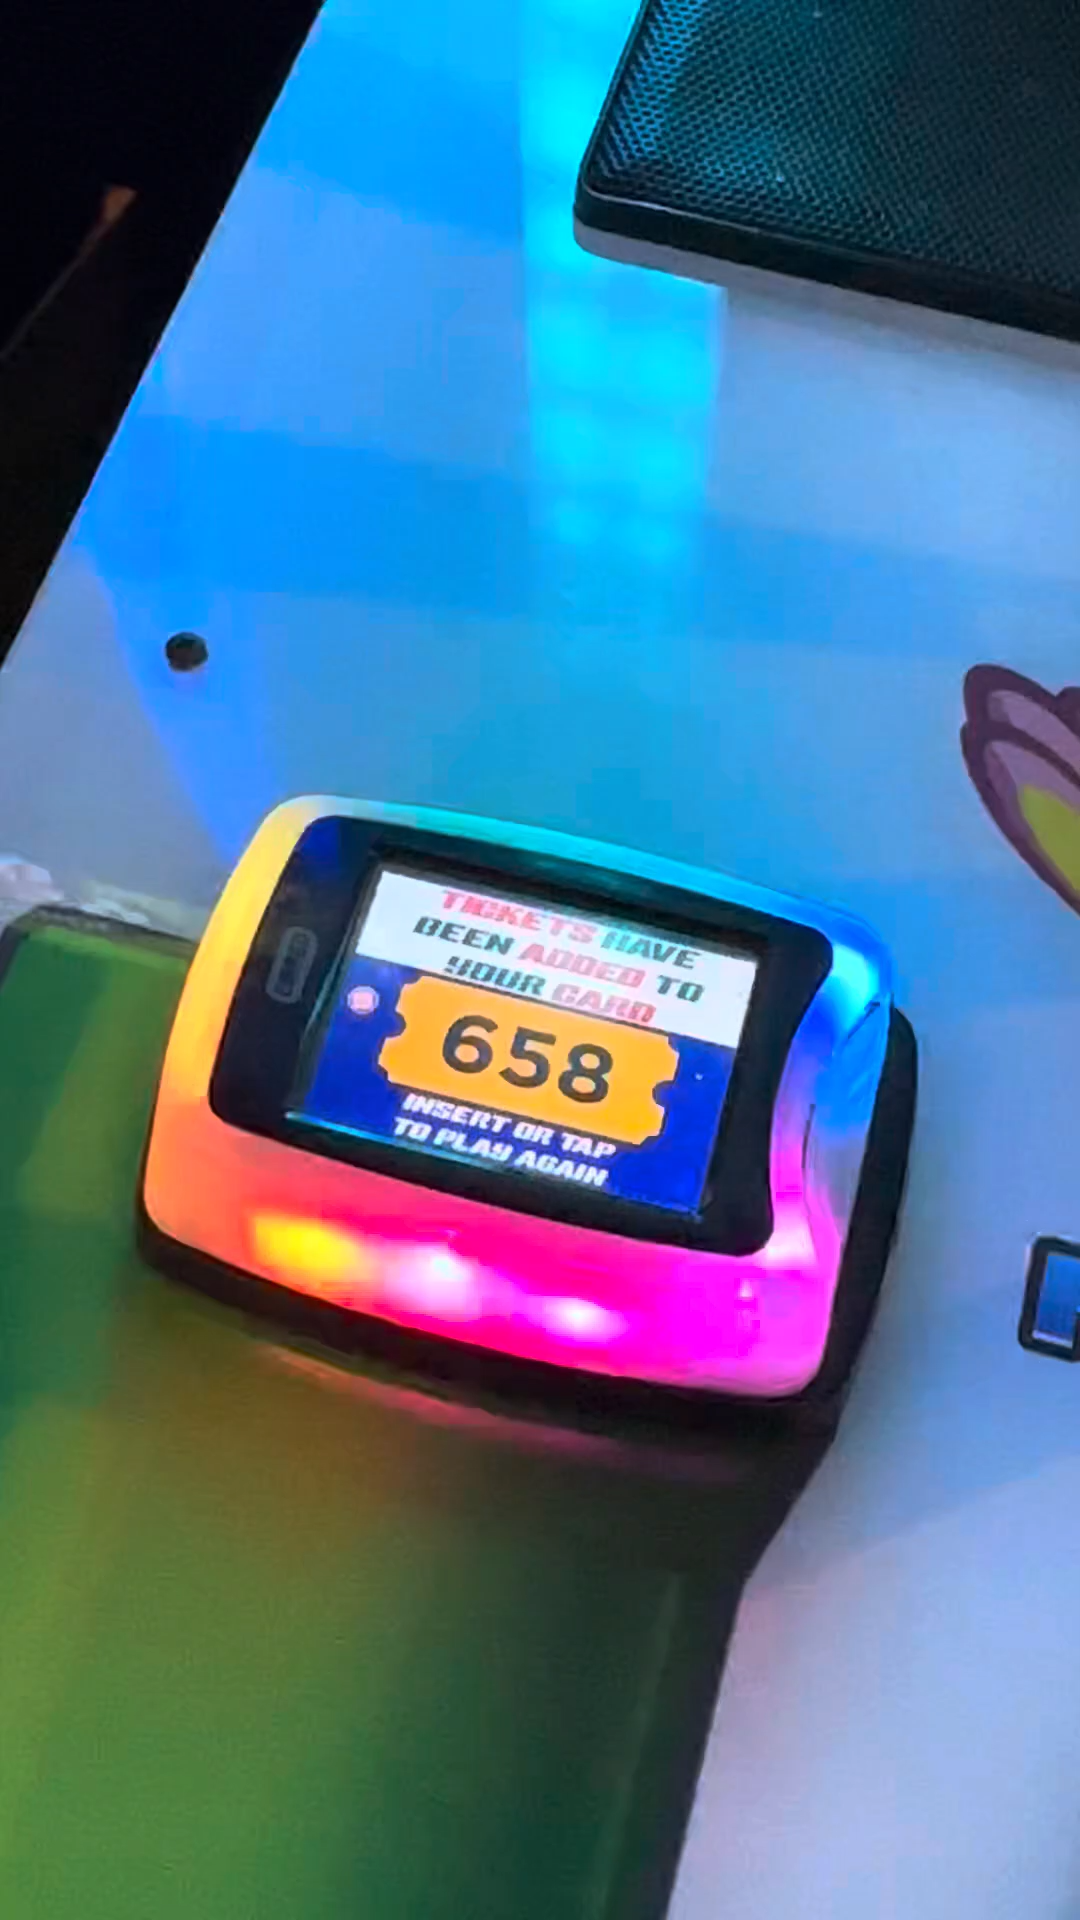 TICKETS HAVE
BEEN ADDED TO
YOUR CARD
658
INSERT OR TAP
TO PLAY AGAIN